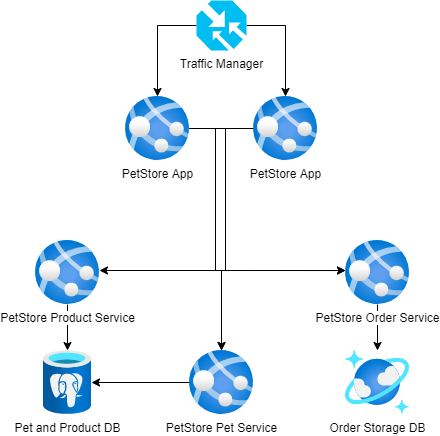 Traffic Manager
PetStore App
PetStore App
PetStore Product Service
PetStore Order Service
Pet and Product DB
PetStore Pet Service
Order Storage DB